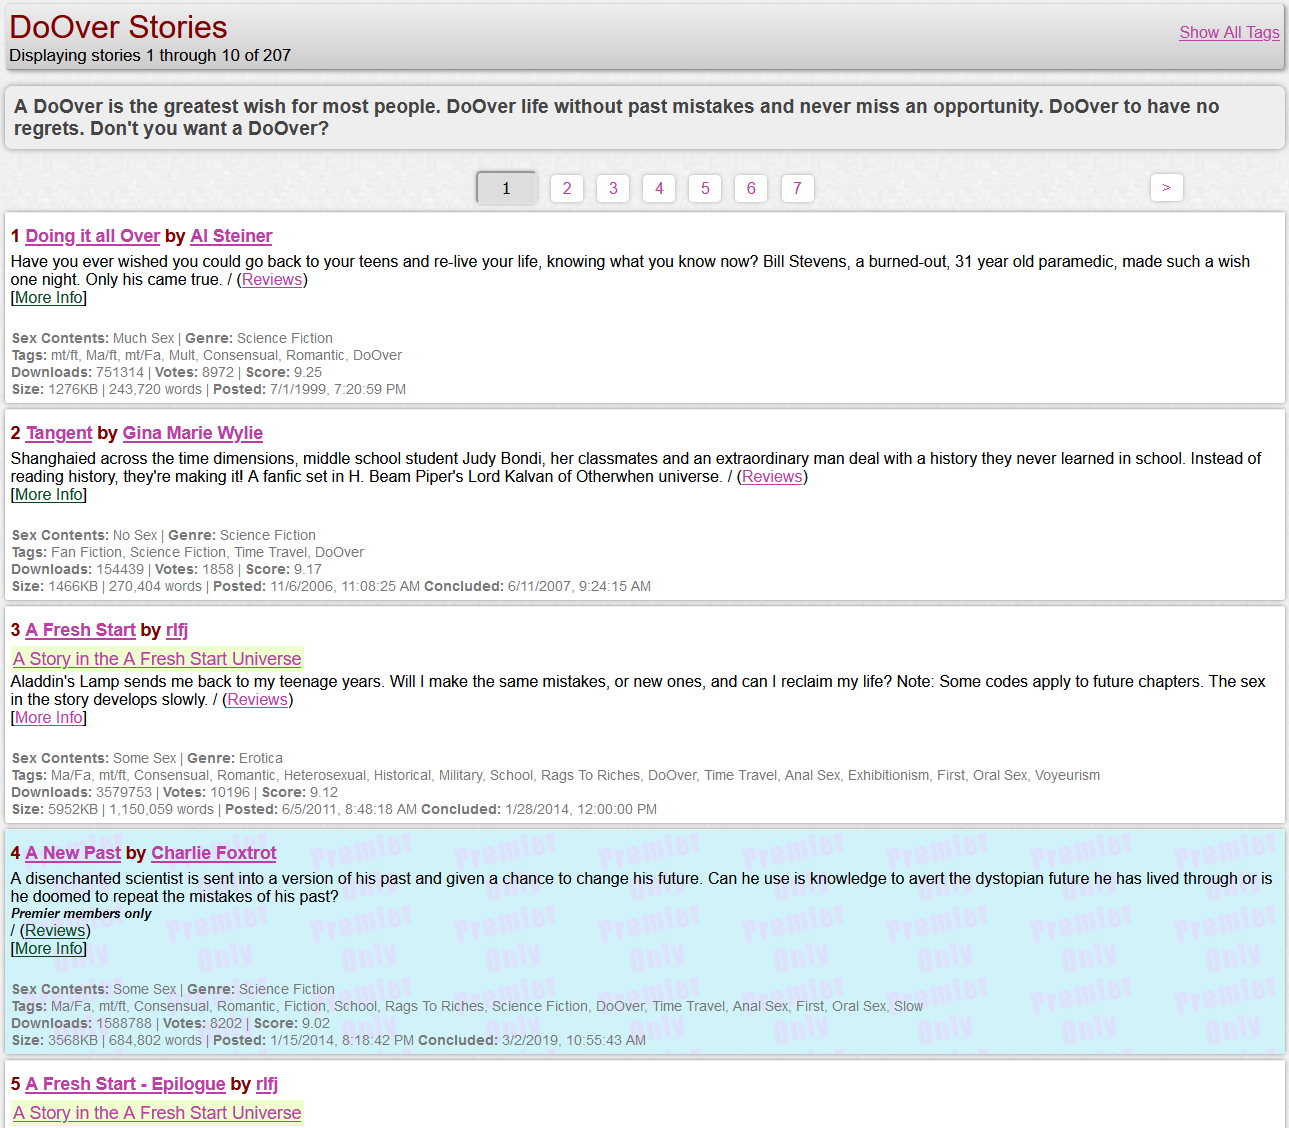 DoOver Stories
Displaying stories 1 through 10 of 207
Show All Tags
A DoOver is the greatest wish for most people. DoOver life without past mistakes and never miss an opportunity. DoOver to have no
regrets. Don't you want a DoOver?
1 2 3 4 5 6 7 >
1 Doing it all Over by Al Steiner
Have you ever wished you could go back to your teens and re-live your life, knowing what you know now? Bill Stevens, a burned-out, 31 year old paramedic, made such a wish
one night. Only his came true. / (Reviews)
[More Info]
Sex Contents: Much Sex | Genre: Science Fiction
Tags: mt/ft, Ma/ft, mt/Fa, Mult, Consensual, Romantic, DoOver
Downloads: 751314 | Votes: 8972 | Score: 9.25
Size: 1276KB | 243,720 words | Posted: 7/1/1999, 7:20:59 PM
2 Tangent by Gina Marie Wylie
Shanghaied across the time dimensions, middle school student Judy Bondi, her classmates and an extraordinary man deal with a history they never learned in school. Instead of
reading history, they're making it! A fanfic set in H. Beam Piper's Lord Kalvan of Otherwhen universe. / (Reviews)
[More Info]
Sex Contents: No Sex | Genre: Science Fiction
Tags: Fan Fiction, Science Fiction, Time Travel, DoOver
Downloads: 154439 | Votes: 1858 | Score: 9.17
Size: 1466KB | 270,404 words | Posted: 11/6/2006, 11:08:25 AM Concluded: 6/11/2007, 9:24:15 AM
3 A Fresh Start by rlfj
A Story in the A Fresh Start Universe
Aladdin's Lamp sends me back to my teenage years. Will I make the same mistakes, or new ones, and can I reclaim my life? Note: Some codes apply to future chapters. The sex
in the story develops slowly. / (Reviews)
[More Info]
Sex Contents: Some Sex | Genre: Erotica
Tags: Ma/Fa, mt/ft, Consensual, Romantic, Heterosexual, Historical, Military, School, Rags To Riches, DoOver, Time Travel, Anal Sex, Exhibitionism, First, Oral Sex, Voyeurism
Downloads: 3579753 | Votes: 10196 | Score: 9.12
Size: 5952KB | 1,150,059 words | Posted: 6/5/2011, 8:48:18 AM Concluded: 1/28/2014, 12:00:00 PM
4 A New Past by Charlie Foxtrot
A disenchanted scientist is sent into a version of his past and given a chance to change his future. Can he use is knowledge to avert the dystopian future he has lived through or is
he doomed to repeat the mistakes of his past?
Premier members only
/ (Reviews)
[More Info]
Sex Contents: Some Sex | Genre: Science Fiction
Tags: Ma/Fa, mt/ft, Consensual, Romantic, Fiction, School, Rags To Riches, Science Fiction, DoOver, Time Travel, Anal Sex, First, Oral Sex, Slow
Downloads: 1588788 | Votes: 8202 | Score: 9.02
Size: 3568KB | 684,802 words | Posted: 1/15/2014, 8:18:42 PM Concluded: 3/2/2019, 10:55:43 AM
Premier Only
5 A Fresh Start - Epilogue by rlfj
A Story in the A Fresh Start Universe